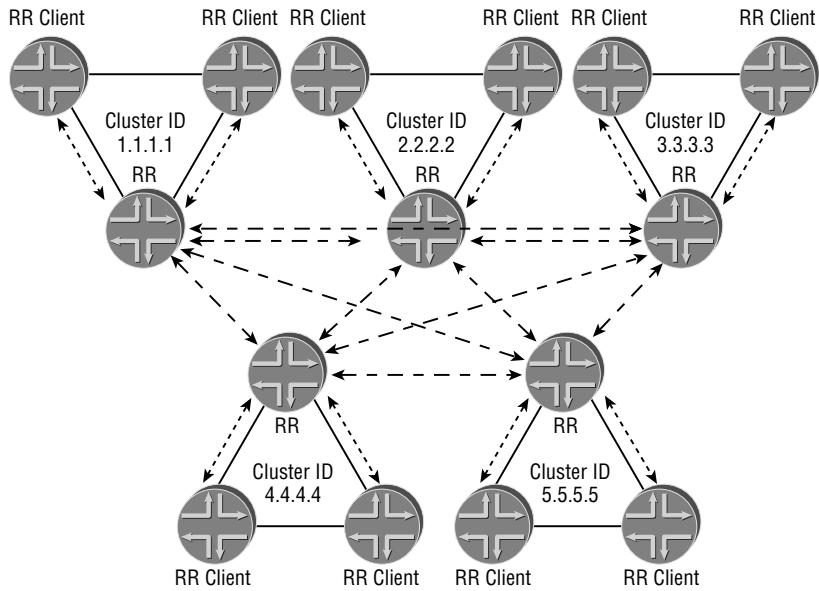 RR Client
RR Client
RR Client
RR Client
RR Client
RR Client
Cluster ID
1.1.1.1
RR
Cluster ID
2.2.2.2
RR
Cluster ID
3.3.3.3
RR
RR
RR
Cluster ID
4.4.4.4
Cluster ID
5.5.5.5
RR Client
RR Client
RR Client
RR Client